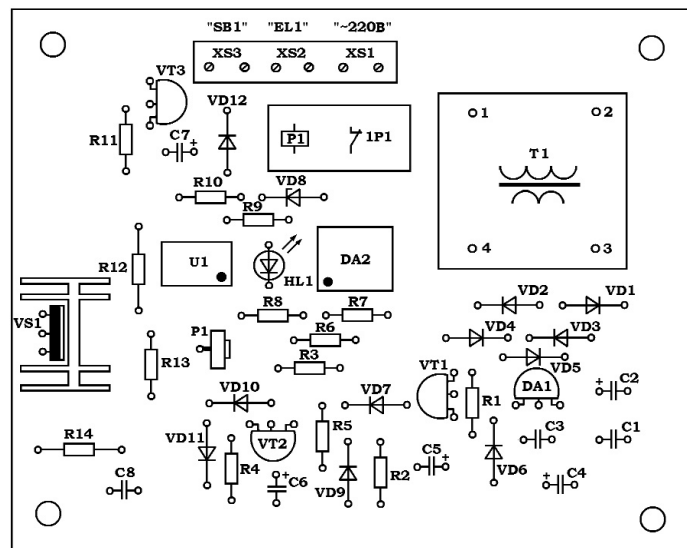 "SB1" "EL1" "~220В"
XS3 XS2 XS1
VT3
VD12
R11
C7 +
P1 1P1
1 2
T1
R10 VD8
R9
U1
DA2
R12
HL1
4 3
VD2 VD1
R8 R7
VS1
P1
R6
VD4 VD3
R13
R3
VT1
VD5
DA1
VD10
VD7
R1
+ C2
VD11
VT2
R5
R14
R4
C3 C1
C8
+ C6
VD9
R2
C5 +
VD6
+ C4